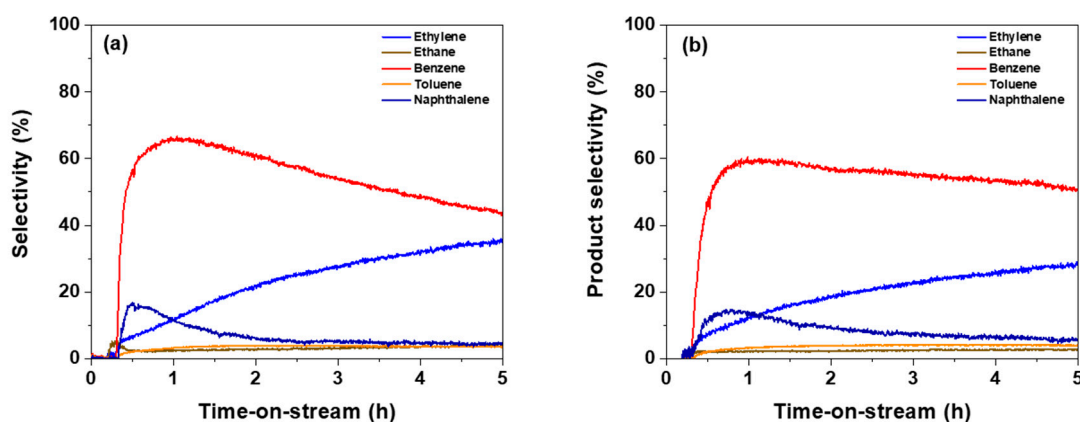 (a)
Ethylene
Ethane
Benzene
Toluene
Naphthalene
Selectivity (%)
100
80
60
40
20
0
0 1 2 3 4 5
Time-on-stream (h)
(b)
Ethylene
Ethane
Benzene
Toluene
Naphthalene
Product selectivity (%)
100
80
60
40
20
0
0 1 2 3 4 5
Time-on-stream (h)